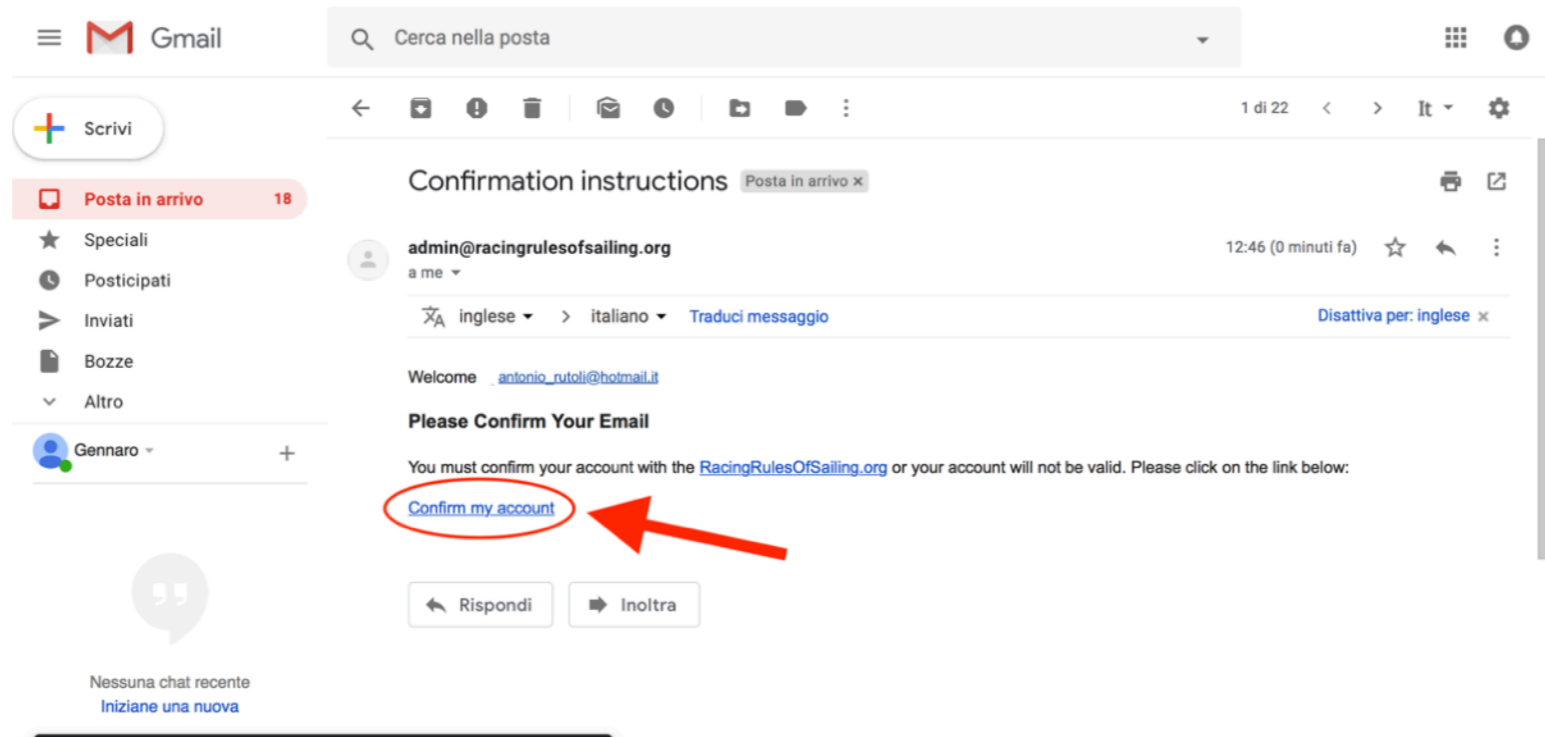 Gmail
Cerca nella posta
Scrivi
1 di 22
It
Posta in arrivo 18
Speciali
Posticipati
Inviati
Bozze
Altro
Gennaro
Nessuna chat recente
Iniziane una nuova
Confirmation instructions Posta in arrivo x
admin@racingrulesofsailing.org 12:46 (0 minuti fa)
a me
inglese > italiano Traduci messaggio Disattiva per: inglese x
Welcome antonio_rutoli@hotmail.it
Please Confirm Your Email
You must confirm your account with the RacingRulesOfSailing.org or your account will not be valid. Please click on the link below:
Confirm my account
Rispondi Inoltra